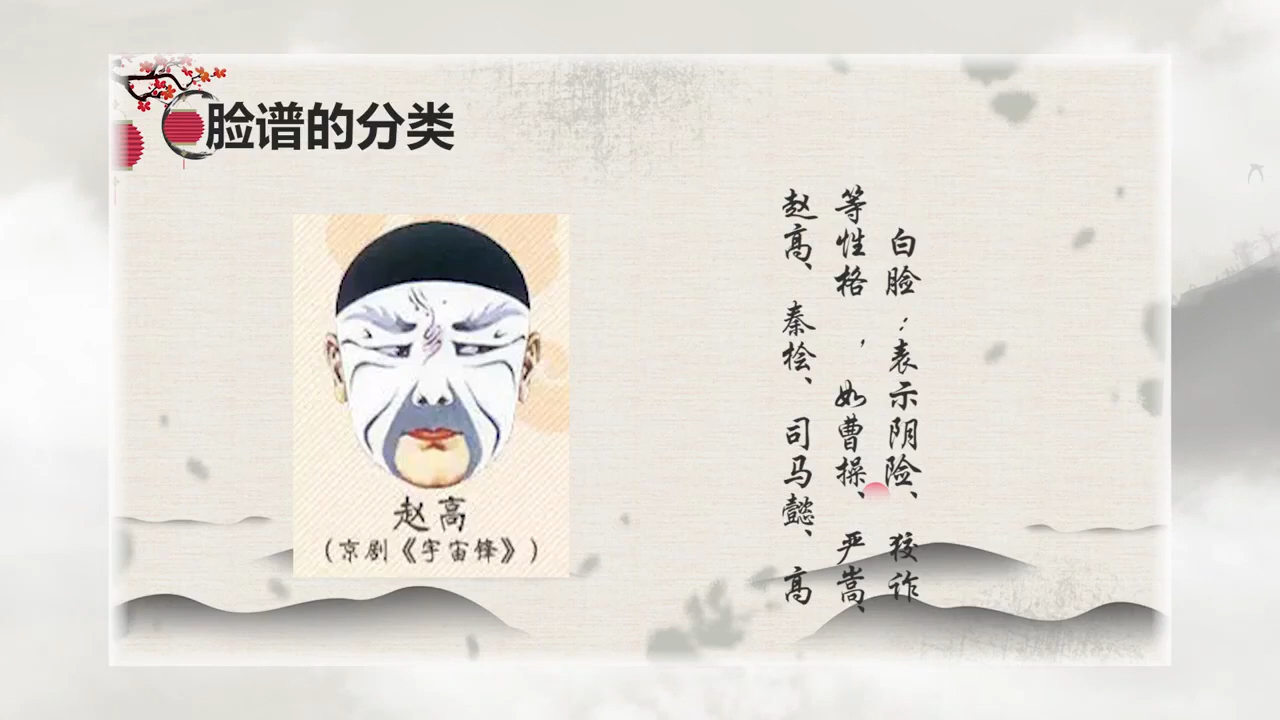 脸谱的分类
赵高
(京剧《宇宙锋》)
白脸:表示阴险、狡诈
等性格,如曹操、严嵩、
赵高、秦桧、司马懿、高